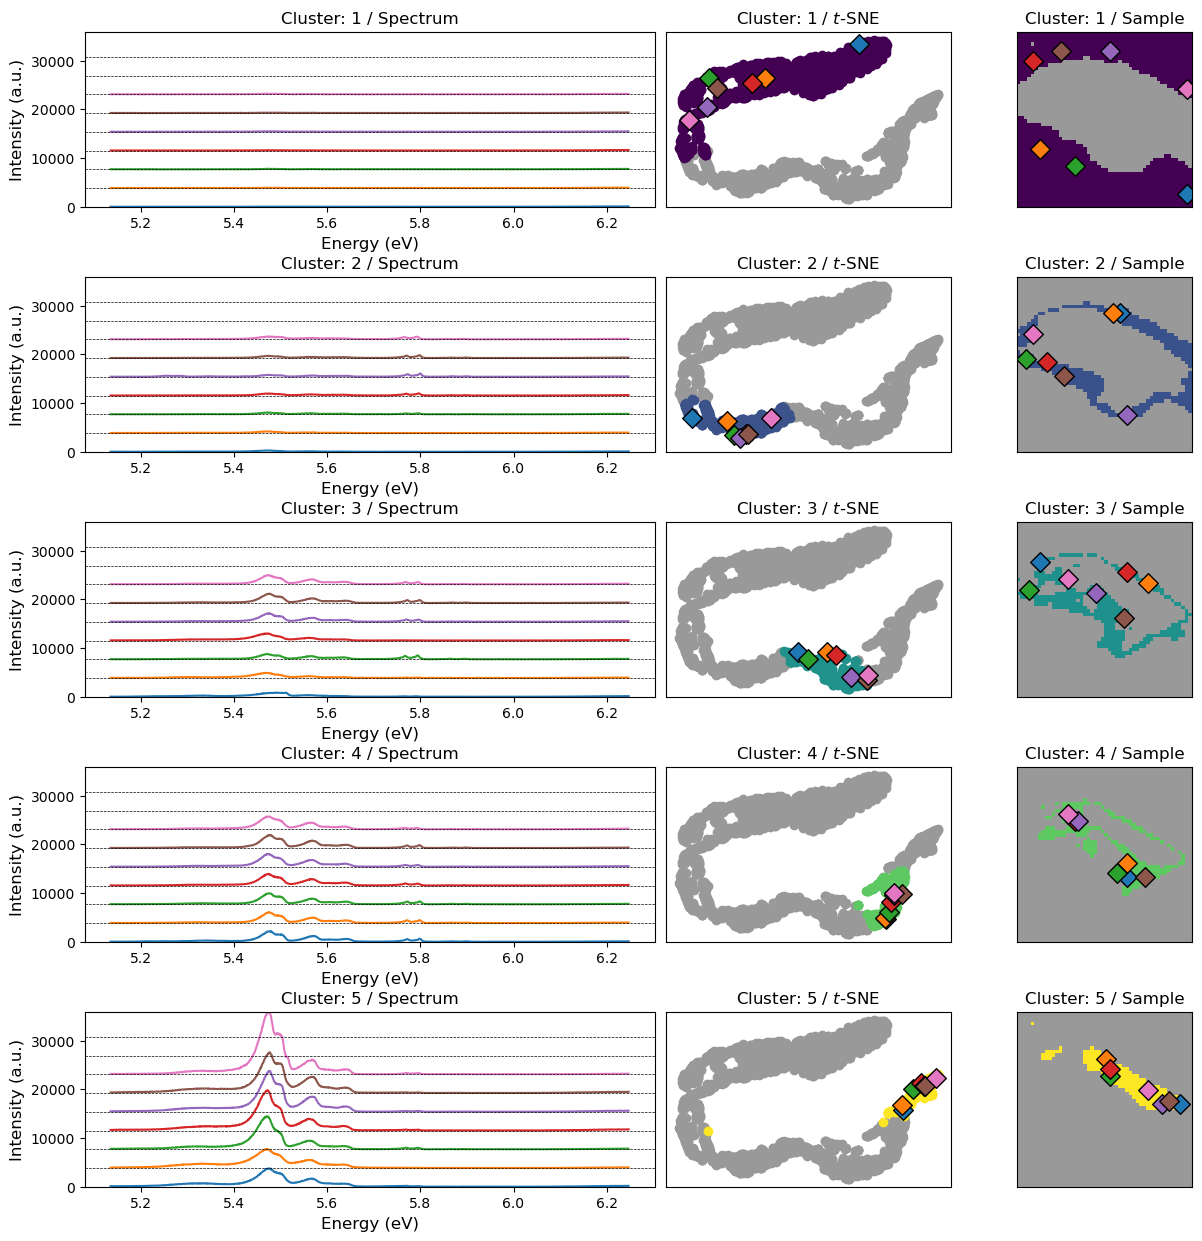 Cluster: 1 / Spectrum
Cluster: 1 / t-SNE
Cluster: 1 / Sample
Intensity (a.u.)
30000
20000
10000
0
5.2 5.4 5.6 5.8 6.0 6.2
Energy (eV)
Cluster: 2 / Spectrum
Cluster: 2 / t-SNE
Cluster: 2 / Sample
Intensity (a.u.)
30000
20000
10000
0
5.2 5.4 5.6 5.8 6.0 6.2
Energy (eV)
Cluster: 3 / Spectrum
Cluster: 3 / t-SNE
Cluster: 3 / Sample
Intensity (a.u.)
30000
20000
10000
0
5.2 5.4 5.6 5.8 6.0 6.2
Energy (eV)
Cluster: 4 / Spectrum
Cluster: 4 / t-SNE
Cluster: 4 / Sample
Intensity (a.u.)
30000
20000
10000
0
5.2 5.4 5.6 5.8 6.0 6.2
Energy (eV)
Cluster: 5 / Spectrum
Cluster: 5 / t-SNE
Cluster: 5 / Sample
Intensity (a.u.)
30000
20000
10000
0
5.2 5.4 5.6 5.8 6.0 6.2
Energy (eV)